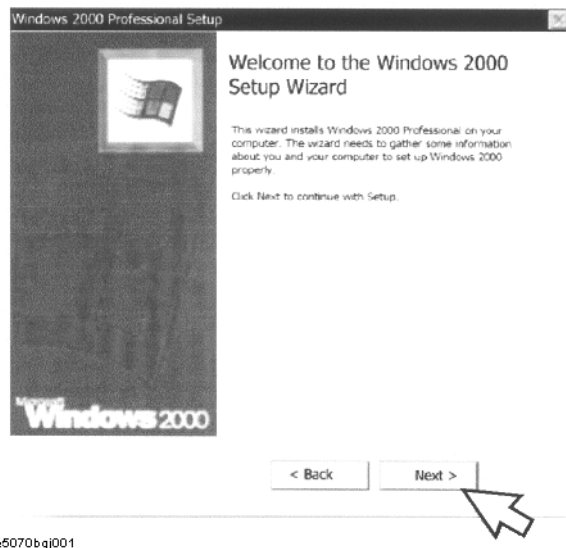 Windows 2000 Professional Setup
Welcome to the Windows 2000
Setup Wizard
This wizard installs Windows 2000 Professional on your
computer. The wizard needs to gather some information
about you and your computer to set up Windows 2000
properly.
Click Next to continue with Setup.
Microsoft
Windows 2000
< Back
Next >
5070bgj001